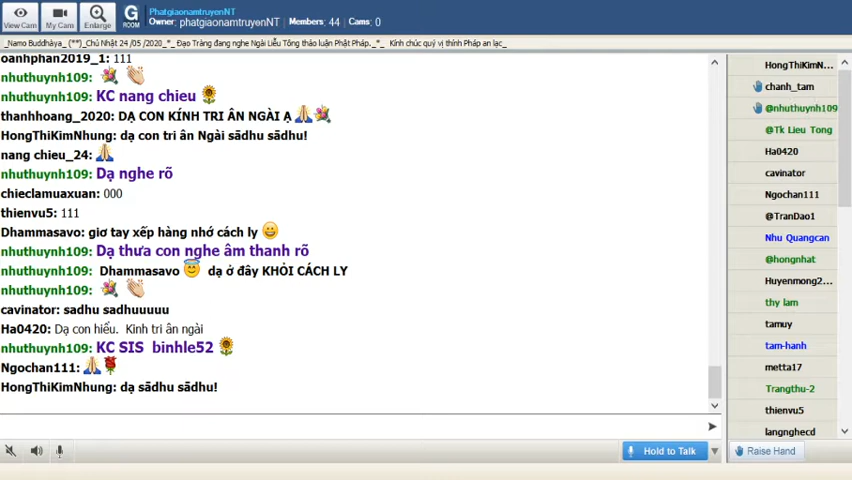 View Cam
My Cam
Enlarge
G
ROOM
PhatgiaonamtruyenNT
Owner: phatgiaonamtruyenNT
Members: 44 Cams: 0
_Namo Buddhàya_ (**)_Chủ Nhật 24 /05 /2020_*_ Đạo Tràng đang nghe Ngài Liễu Tông thảo luận Phật Pháp._*_ Kính chúc quý vị thính Pháp an lạc_
oanhphan2019_1: 111
nhuthuynh109:
nhuthuynh109: KC nang chieu
thanhhoang_2020: DẠ CON KÍNH TRI ÂN NGÀI Ạ
HongThiKimNhung: dạ con tri ân Ngài sādhu sādhu!
nang chieu_24:
nhuthuynh109: Dạ nghe rõ
chieclamuaxuan: 000
thienvu5: 111
Dhammasavo: giơ tay xếp hàng nhớ cách ly
nhuthuynh109: Dạ thưa con nghe âm thanh rõ
nhuthuynh109: Dhammasavo dạ ở đây KHỎI CÁCH LY
nhuthuynh109:
cavinator: sadhu sadhuuuuu
Ha0420: Dạ con hiểu. Kinh tri ân ngài
nhuthuynh109: KC SIS binhle52
Ngochan111:
HongThiKimNhung: dạ sādhu sādhu!
Hold to Talk
HongThiKimN...
chanh_tam
@nhuthuynh109
@Tk Lieu Tong
Ha0420
cavinator
Ngochan111
@TranDao1
Nhu Quangcan
@hongnhat
Huyenmong2...
thy lam
tamuy
tam-hanh
metta17
Trangthu-2
thienvu5
langnghecd
Raise Hand